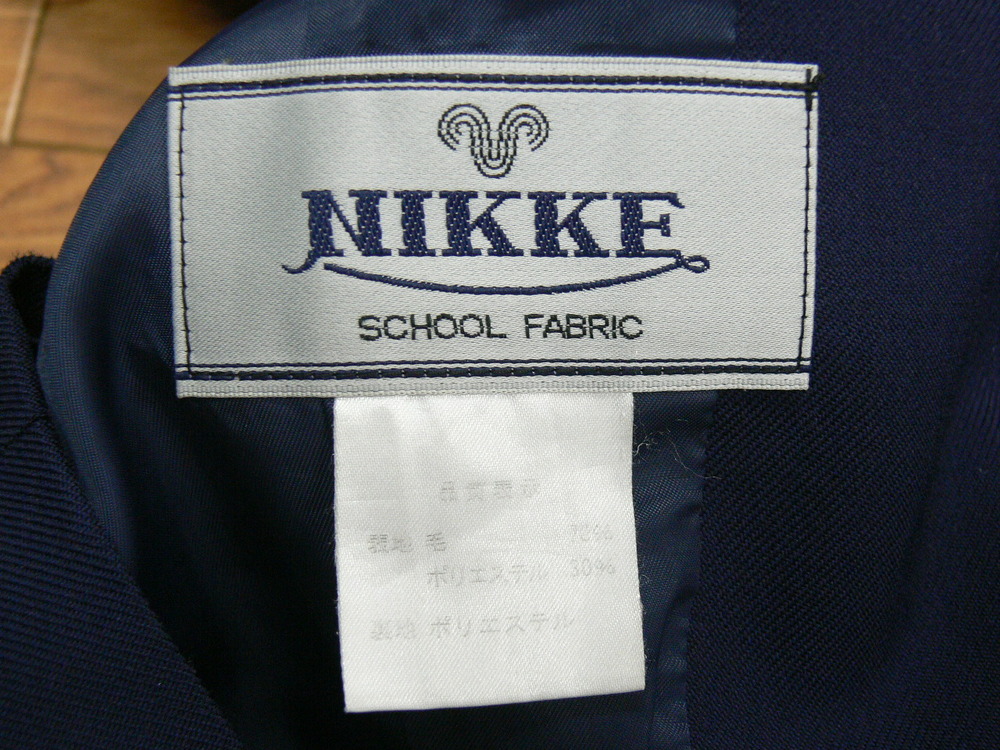 NIKKE
SCHOOL FABRIC
品質表示
表地 毛 70%
ポリエステル 30%
裏地 ポリエステル